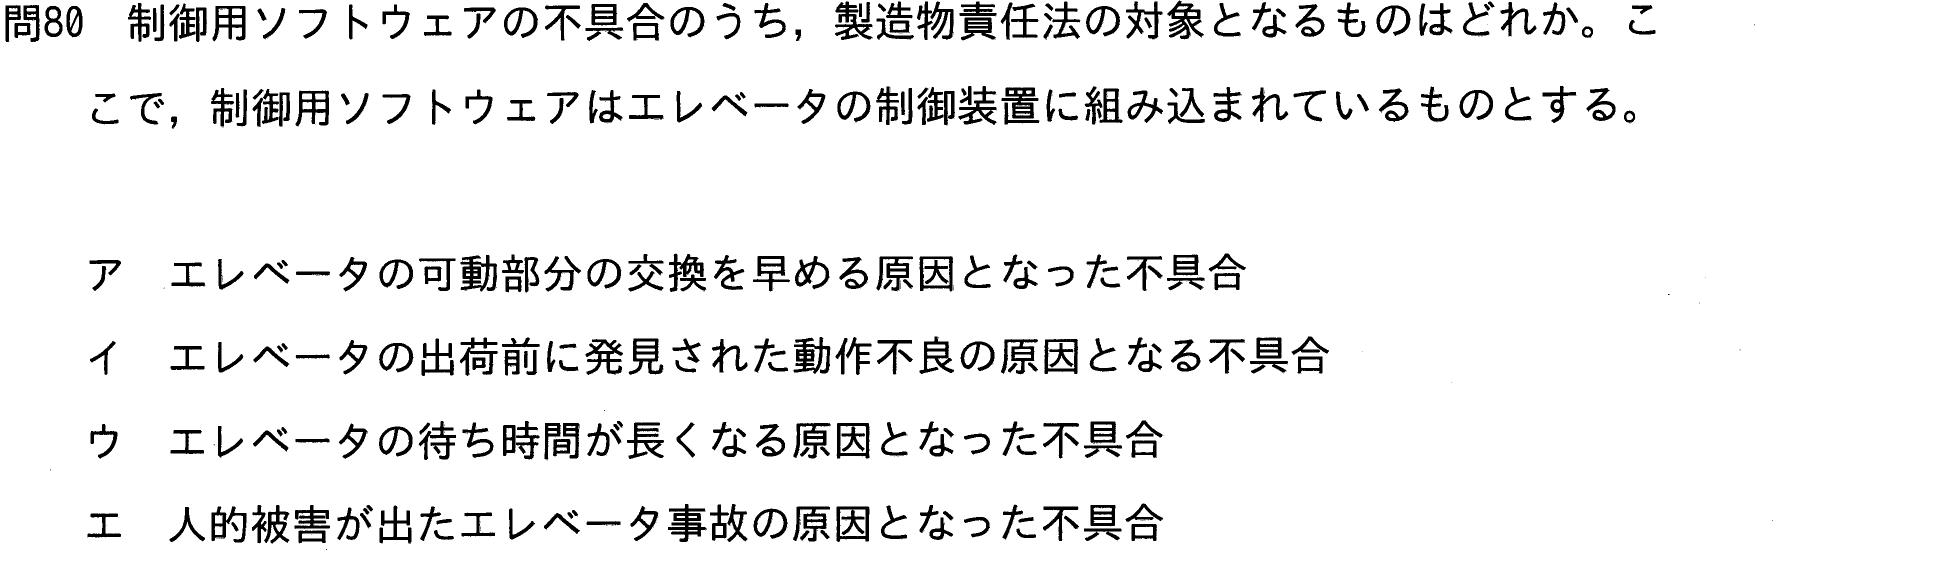 問80　制御用ソフトウェアの不具合のうち，製造物責任法の対象となるものはどれか。こ
こで，制御用ソフトウェアはエレベータの制御装置に組み込まれているものとする。
ア　エレベータの可動部分の交換を早める原因となった不具合
イ　エレベータの出荷前に発見された動作不良の原因となる不具合
ウ　エレベータの待ち時間が長くなる原因となった不具合
エ　人的被害が出たエレベータ事故の原因となった不具合